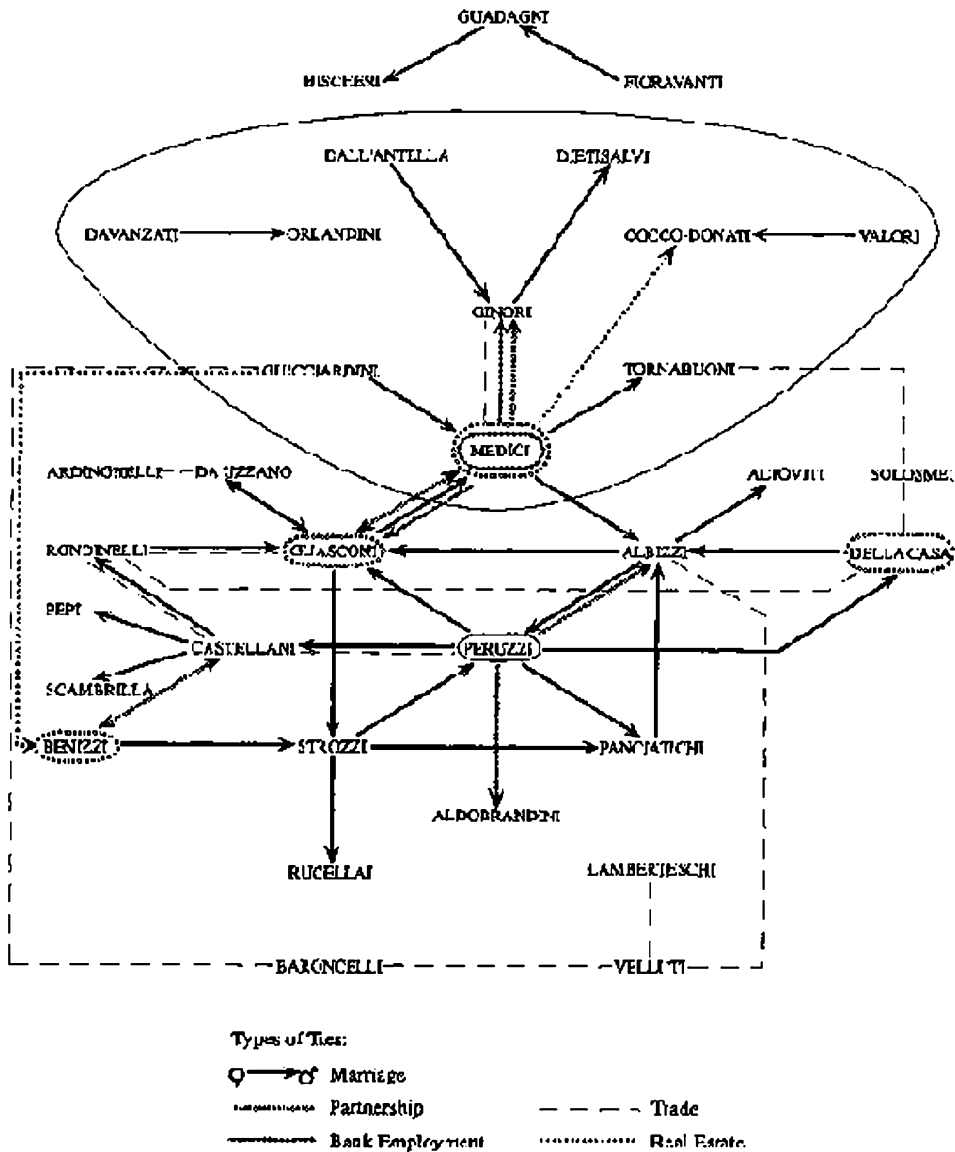 GUADAGNI
BISCHERI FIORAVANTI
DALL'ANTELLA DIETISALVI
DAVANZATI ORLANDINI COCCO-DONATI VALORI
GINORI
GUICCIARDINI TORNABUONI
MEDICI
ARDINGHELLI DA UZZANO ALTOVITI SOLOSMEI
RONDINELLI GUASCONI ALBIZZI DELLA CASA
PEPI
CASTELLANI PERUZZI
SCAMBRILLA
BENIZZI STROZZI PANCIATICHI
ALDOBRANDINI
RUCELLAI LAMBERTESCHI
BARONCELLI VELLUTI
Types of Ties:
Marriage
Partnership Trade
Bank Employment Real Estate